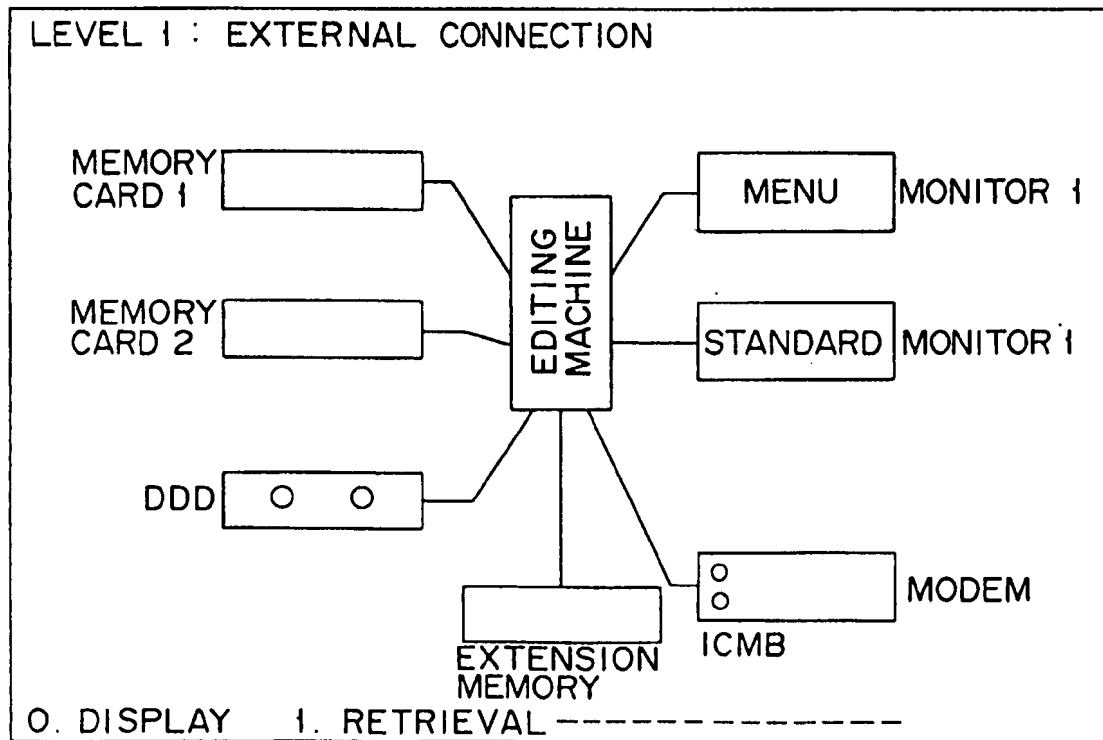 LEVEL 1 : EXTERNAL CONNECTION
MEMORY
CARD 1
MENU
MONITOR 1
EDITING
MACHINE
MEMORY
CARD 2
STANDARD
MONITOR 1
DDD
MODEM
ICMB
EXTENSION
MEMORY
0. DISPLAY 1. RETRIEVAL --------------